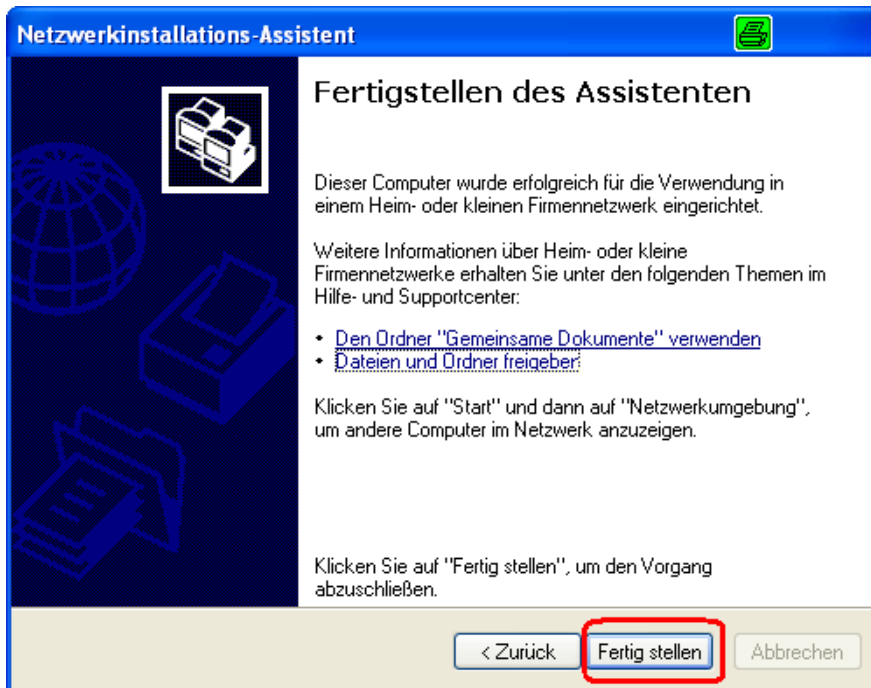 Netzwerkinstallations-Assistent
Fertigstellen des Assistenten
Dieser Computer wurde erfolgreich für die Verwendung in
einem Heim- oder kleinen Firmennetzwerk eingerichtet.
Weitere Informationen über Heim- oder kleine
Firmennetzwerke erhalten Sie unter den folgenden Themen im
Hilfe- und Supportcenter:
• Den Ordner "Gemeinsame Dokumente" verwenden
• Dateien und Ordner freigeber
Klicken Sie auf "Start" und dann auf "Netzwerkumgebung",
um andere Computer im Netzwerk anzuzeigen.
Klicken Sie auf "Fertig stellen", um den Vorgang
abzuschließen.
< Zurück Fertig stellen Abbrechen